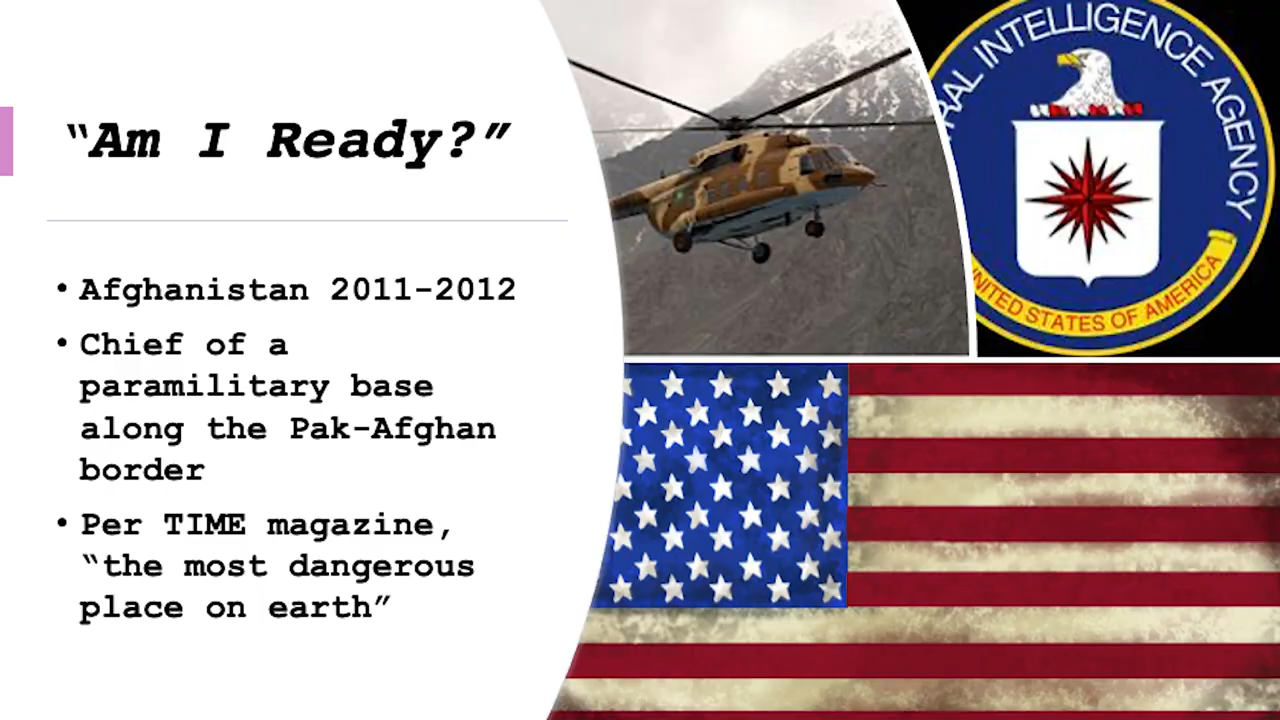 “Am I Ready?”
• Afghanistan 2011-2012
• Chief of a
paramilitary base
along the Pak-Afghan
border
• Per TIME magazine,
“the most dangerous
place on earth”
RAL INTELLIGENCE AGENCY
UNITED STATES OF AMERICA